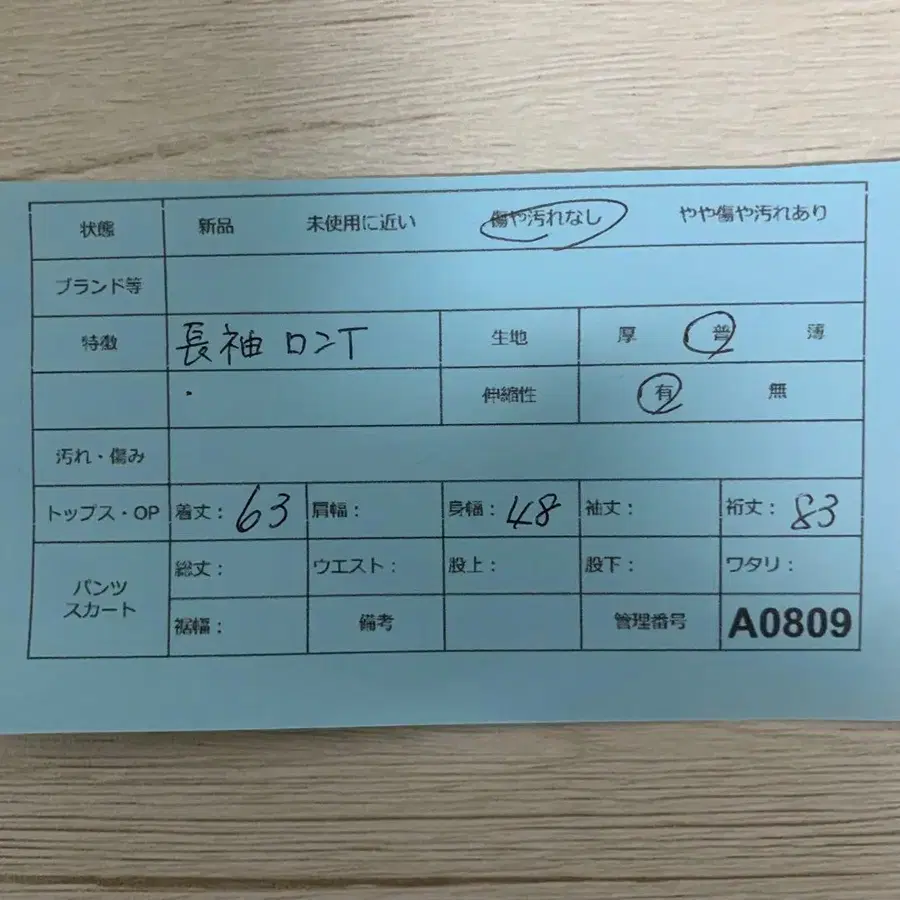 状態 新品 未使用に近い 傷や汚れなし やや傷や汚れあり
ブランド等
特徴 長袖 ロンT 生地 厚 普 薄
・ 伸縮性 有 無
汚れ・傷み
トップス・OP 着丈：63 肩幅： 身幅：48 袖丈： 裄丈：83
パンツ スカート 総丈： ウエスト： 股上： 股下： ワタリ：
裾幅： 備考 管理番号 A0809